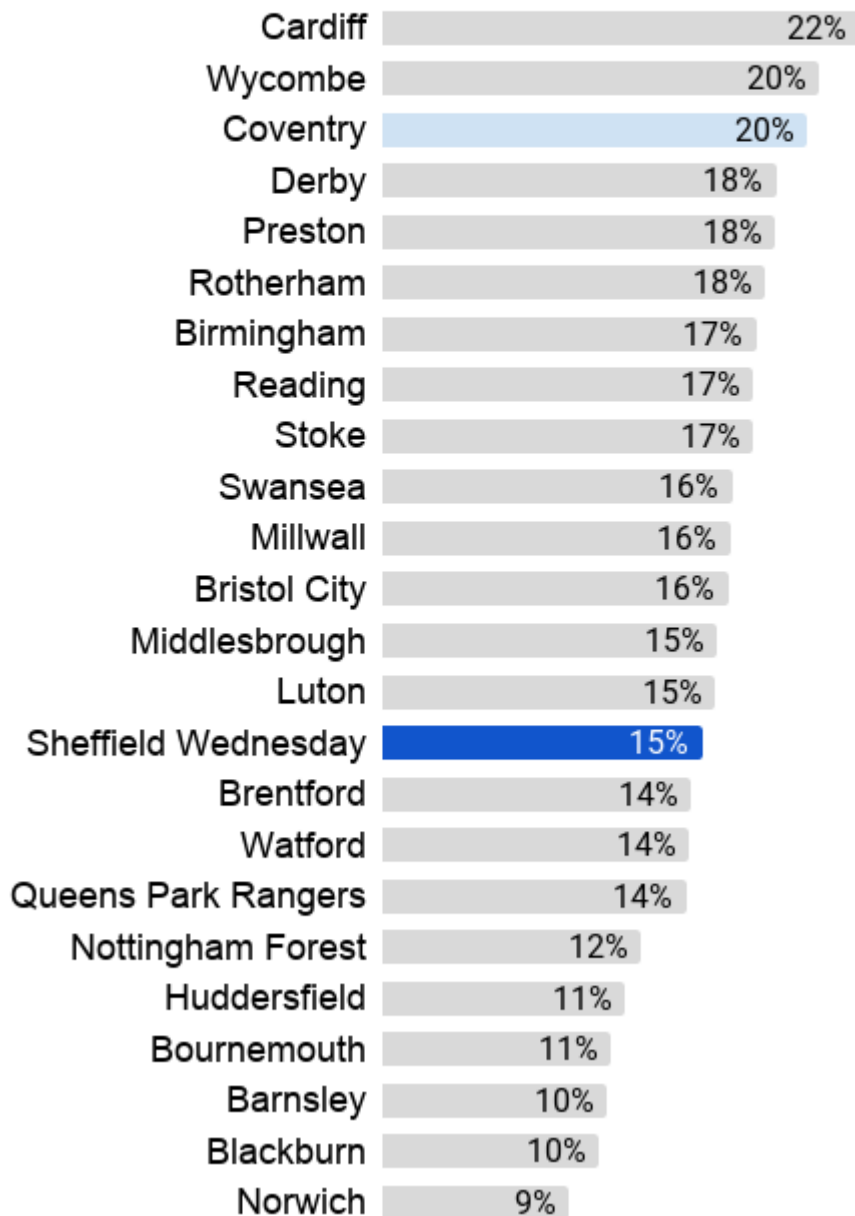 Cardiff 22%
Wycombe 20%
Coventry 20%
Derby 18%
Preston 18%
Rotherham 18%
Birmingham 17%
Reading 17%
Stoke 17%
Swansea 16%
Millwall 16%
Bristol City 16%
Middlesbrough 15%
Luton 15%
Sheffield Wednesday 15%
Brentford 14%
Watford 14%
Queens Park Rangers 14%
Nottingham Forest 12%
Huddersfield 11%
Bournemouth 11%
Barnsley 10%
Blackburn 10%
Norwich 9%